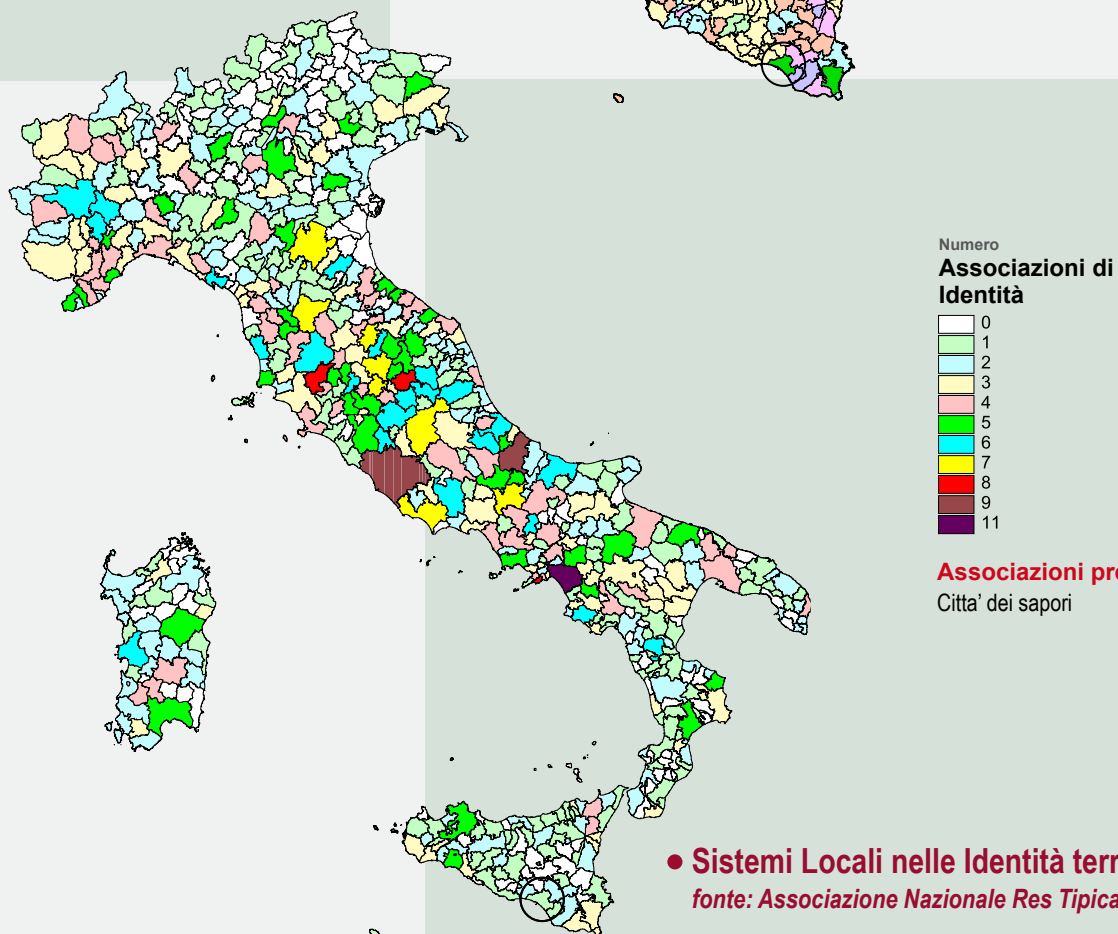 Numero
Associazioni di
Identità
0
1
2
3
4
5
6
7
8
9
11
Associazioni pre
Citta' dei sapori
• Sistemi Locali nelle Identità terr
fonte: Associazione Nazionale Res Tipica